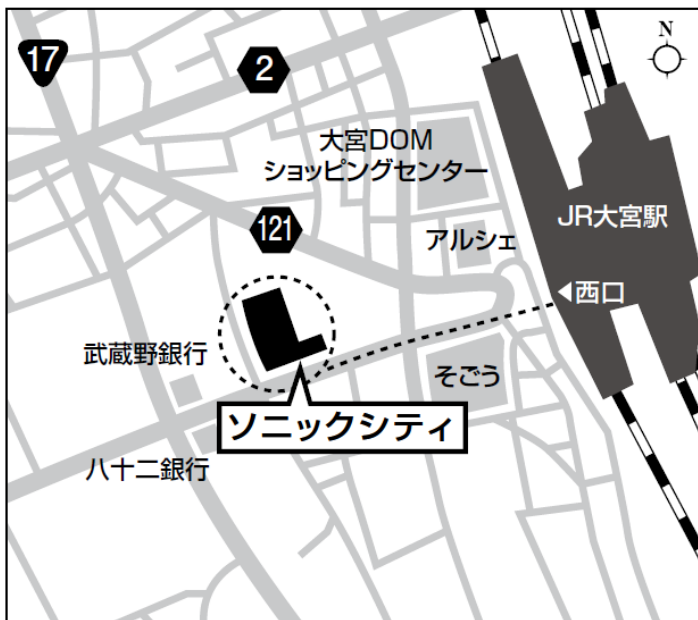 N
17
2
大宮DOM
ショッピングセンター
JR大宮駅
121
アルシェ
西口
武蔵野銀行
そごう
ソニックシティ
八十二銀行